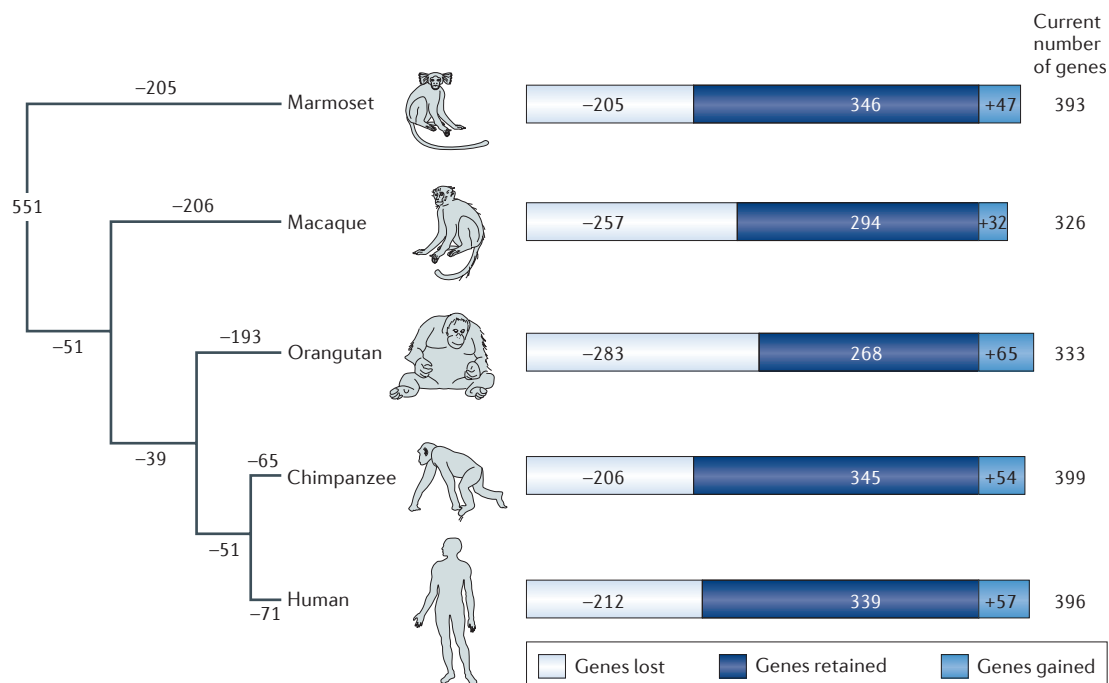 Current
number
of genes
−205
Marmoset
−205
346
+47
393
551
−206
Macaque
−257
294
+32
326
−51
−193
Orangutan
−283
268
+65
333
−39
−65
Chimpanzee
−206
345
+54
399
−51
Human
−71
−212
339
+57
396
Genes lost
Genes retained
Genes gained